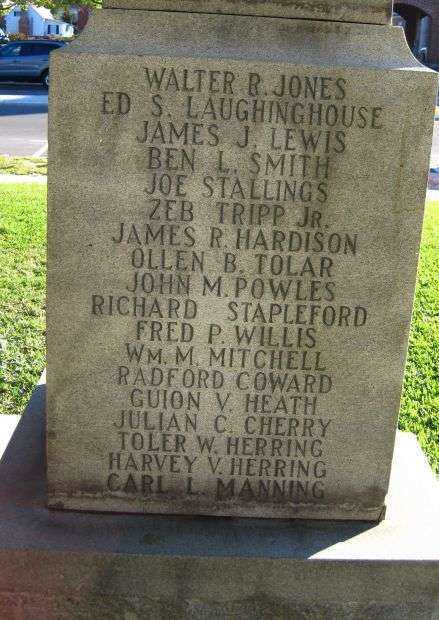 WALTER R. JONES
ED S. LAUGHINGHOUSE
JAMES J. LEWIS
BEN L. SMITH
JOE STALLINGS
ZEB TRIPP JR.
JAMES R. HARDISON
OLLEN B. TOLAR
JOHN M. POWLES
RICHARD STAPLEFORD
FRED P. WILLIS
WM. M. MITCHELL
RADFORD COWARD
GUION V. HEATH
JULIAN C. CHERRY
TOLER W. HERRING
HARVEY V. HERRING
CARL L. MANNING